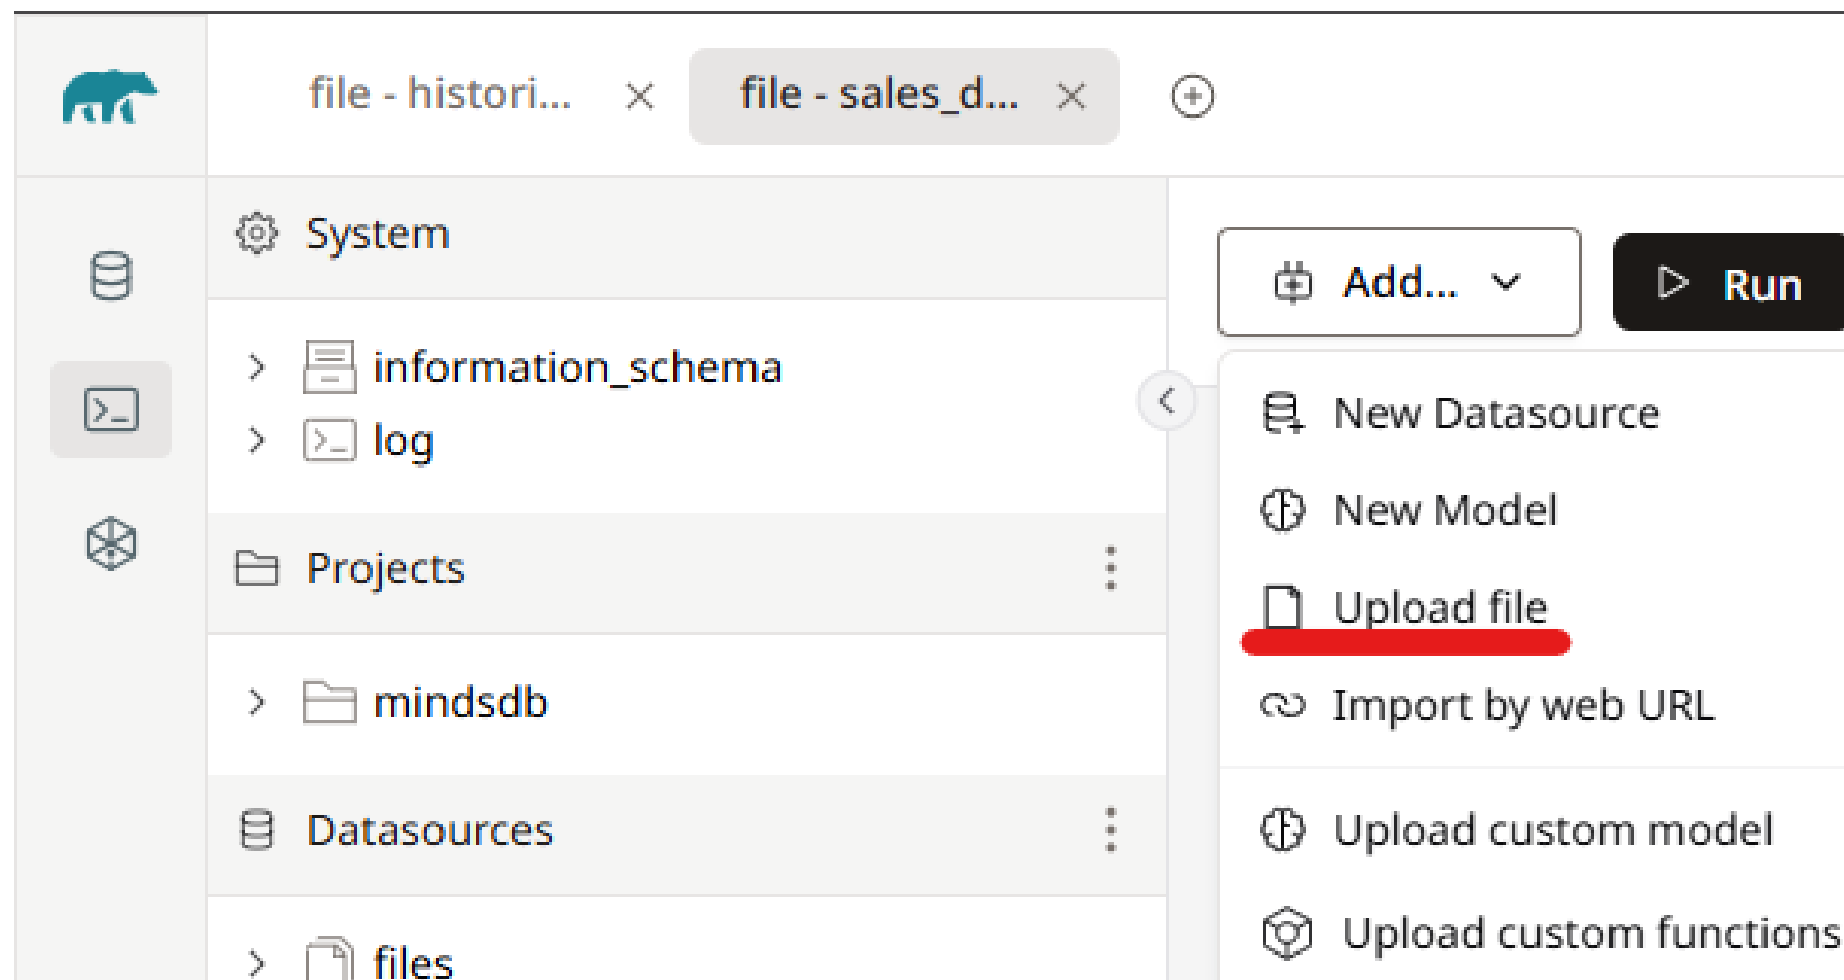 file - histori...
file - sales_d...
System
information_schema
log
Projects
mindsdb
Datasources
files
Add...
Run
New Datasource
New Model
Upload file
Import by web URL
Upload custom model
Upload custom functions